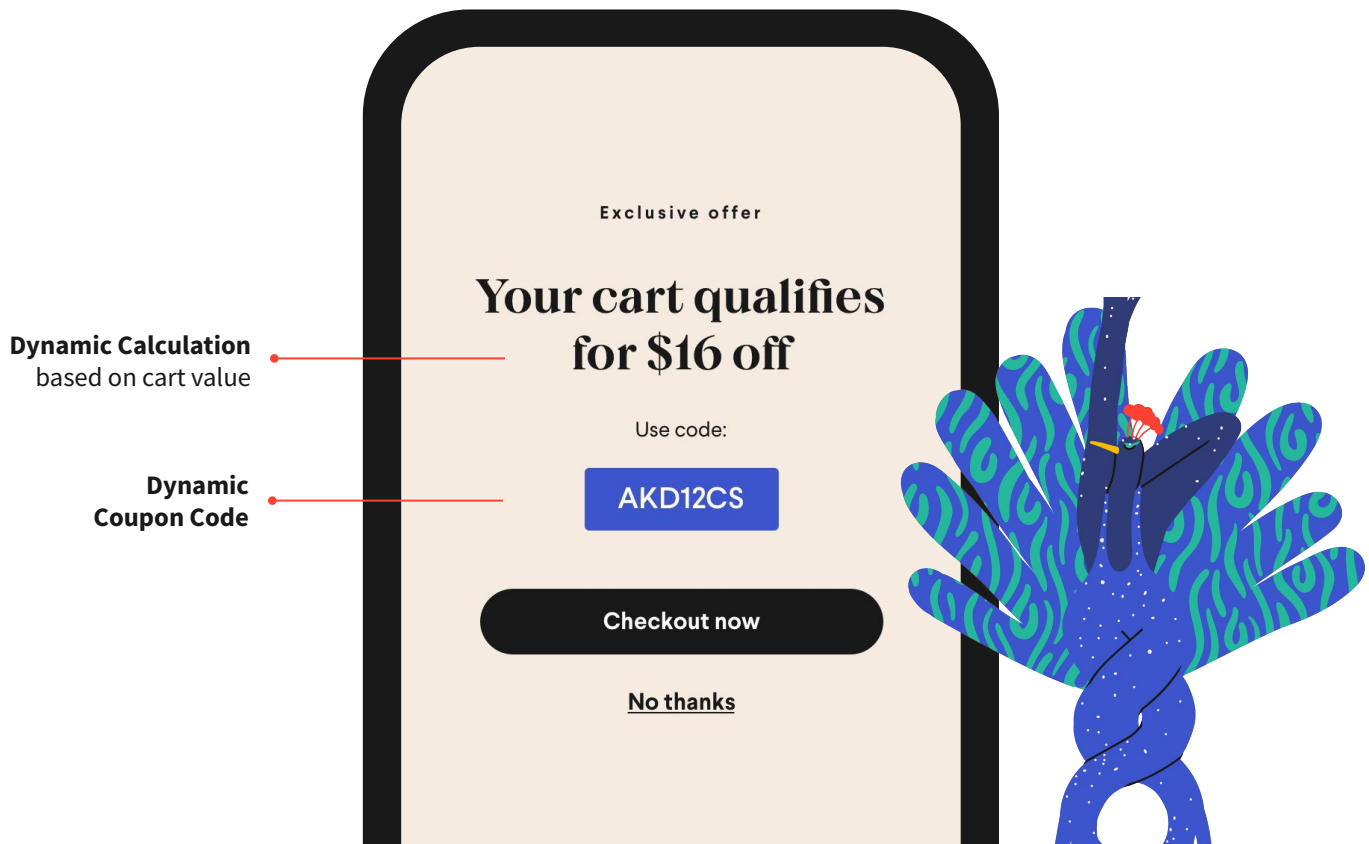 Exclusive offer
Your cart qualifies
for $16 off
Dynamic Calculation
based on cart value
Use code:
Dynamic
Coupon Code
AKD12CS
Checkout now
No thanks